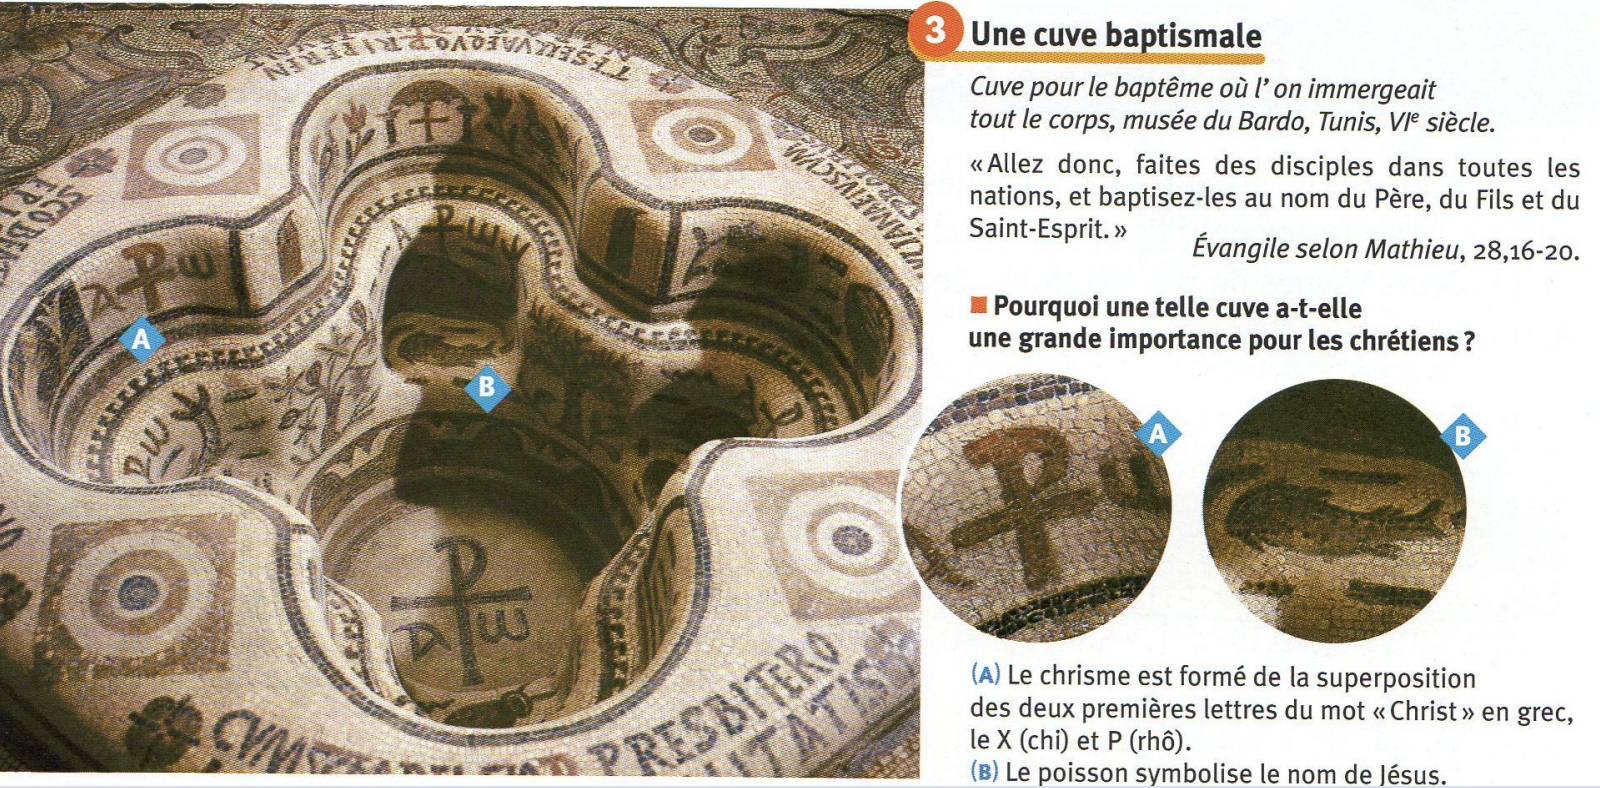 3 Une cuve baptismale
Cuve pour le baptême où l’ on immergeait
tout le corps, musée du Bardo, Tunis, VIe siècle.
« Allez donc, faites des disciples dans toutes les
nations, et baptisez-les au nom du Père, du Fils et du
Saint-Esprit. »
Évangile selon Mathieu, 28,16-20.
■ Pourquoi une telle cuve a-t-elle
une grande importance pour les chrétiens ?
A
B
A
B
(A) Le chrisme est formé de la superposition
des deux premières lettres du mot « Christ » en grec,
le X (chi) et P (rhô).
(B) Le poisson symbolise le nom de Jésus.
PRESBITERO